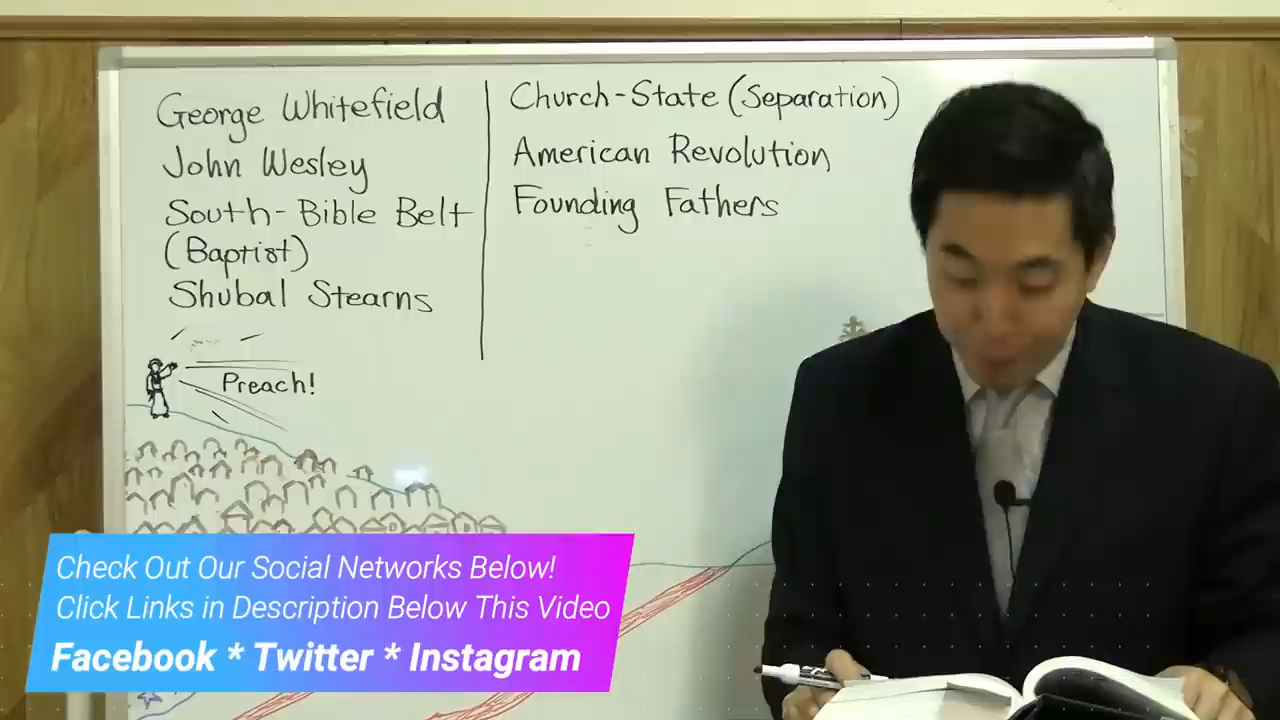 George Whitefield
John Wesley
South-Bible Belt
(Baptist)
Shubal Stearns
Preach!
Church-State (Separation)
American Revolution
Founding Fathers
Check Out Our Social Networks Below!
Click Links in Description Below This Video
Facebook * Twitter * Instagram